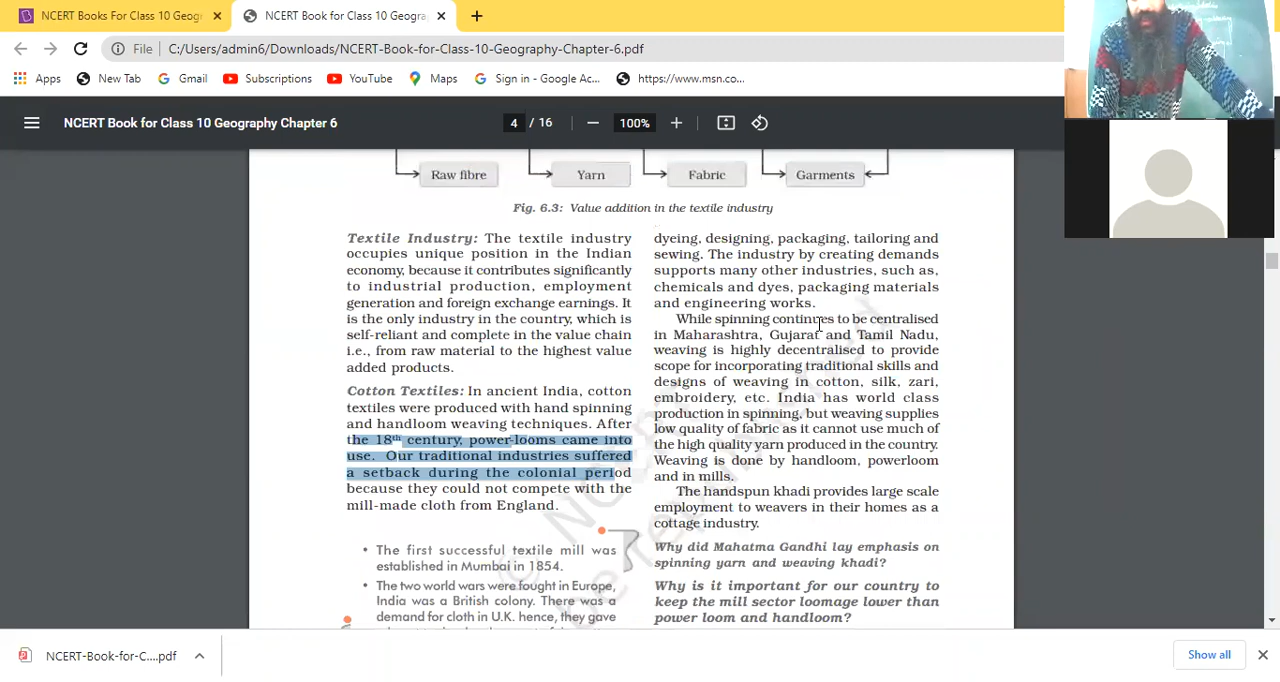 NCERT Books For Class 10 Geogr
NCERT Book for Class 10 Geogra
File
C:/Users/admin6/Downloads/NCERT-Book-for-Class-10-Geography-Chapter-6.pdf
Apps
New Tab
Gmail
Subscriptions
YouTube
Maps
Sign in - Google Ac...
https://www.msn.co...
NCERT Book for Class 10 Geography Chapter 6
4 / 16
100%
Raw fibre
Yarn
Fabric
Garments
Fig. 6.3: Value addition in the textile industry
Textile Industry: The textile industry
occupies unique position in the Indian
economy, because it contributes significantly
to industrial production, employment
generation and foreign exchange earnings. It
is the only industry in the country, which is
self-reliant and complete in the value chain
i.e., from raw material to the highest value
added products.
Cotton Textiles: In ancient India, cotton
textiles were produced with hand spinning
and handloom weaving techniques. After
the 18th century, power-looms came into
use. Our traditional industries suffered
a setback during the colonial period
because they could not compete with the
mill-made cloth from England.
• The first successful textile mill was
established in Mumbai in 1854.
• The two world wars were fought in Europe,
India was a British colony. There was a
demand for cloth in U.K. hence, they gave
dyeing, designing, packaging, tailoring and
sewing. The industry by creating demands
supports many other industries, such as,
chemicals and dyes, packaging materials
and engineering works.
While spinning continues to be centralised
in Maharashtra, Gujarat and Tamil Nadu,
weaving is highly decentralised to provide
scope for incorporating traditional skills and
designs of weaving in cotton, silk, zari,
embroidery, etc. India has world class
production in spinning, but weaving supplies
low quality of fabric as it cannot use much of
the high quality yarn produced in the country.
Weaving is done by handloom, powerloom
and in mills.
The handspun khadi provides large scale
employment to weavers in their homes as a
cottage industry.
Why did Mahatma Gandhi lay emphasis on
spinning yarn and weaving khadi?
Why is it important for our country to
keep the mill sector loomage lower than
power loom and handloom?
NCERT-Book-for-C....pdf
Show all